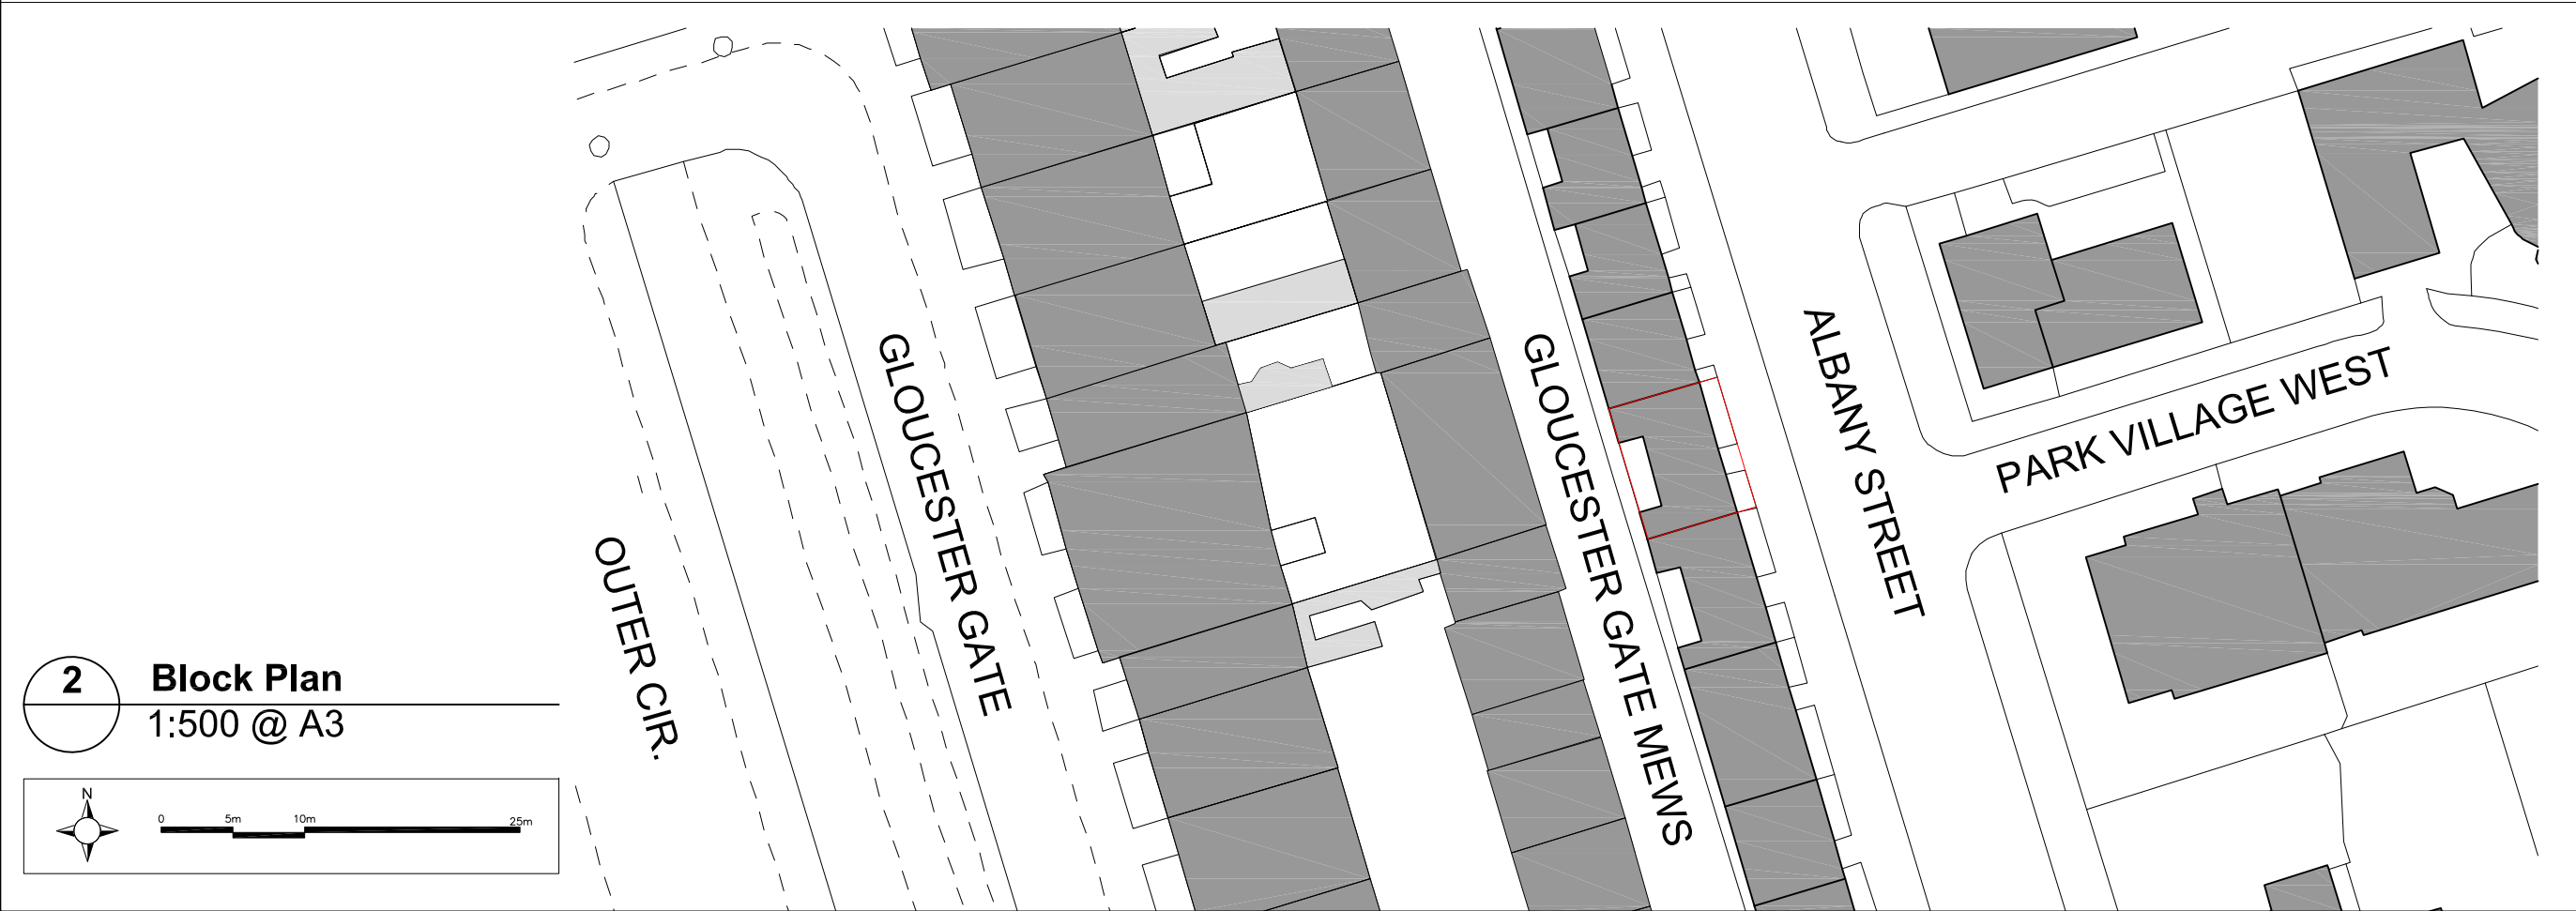 OUTER CIR.
GLOUCESTER GATE
GLOUCESTER GATE MEWS
ALBANY STREET
PARK VILLAGE WEST
2
Block Plan
1:500 @ A3
N
0 5m 10m 25m